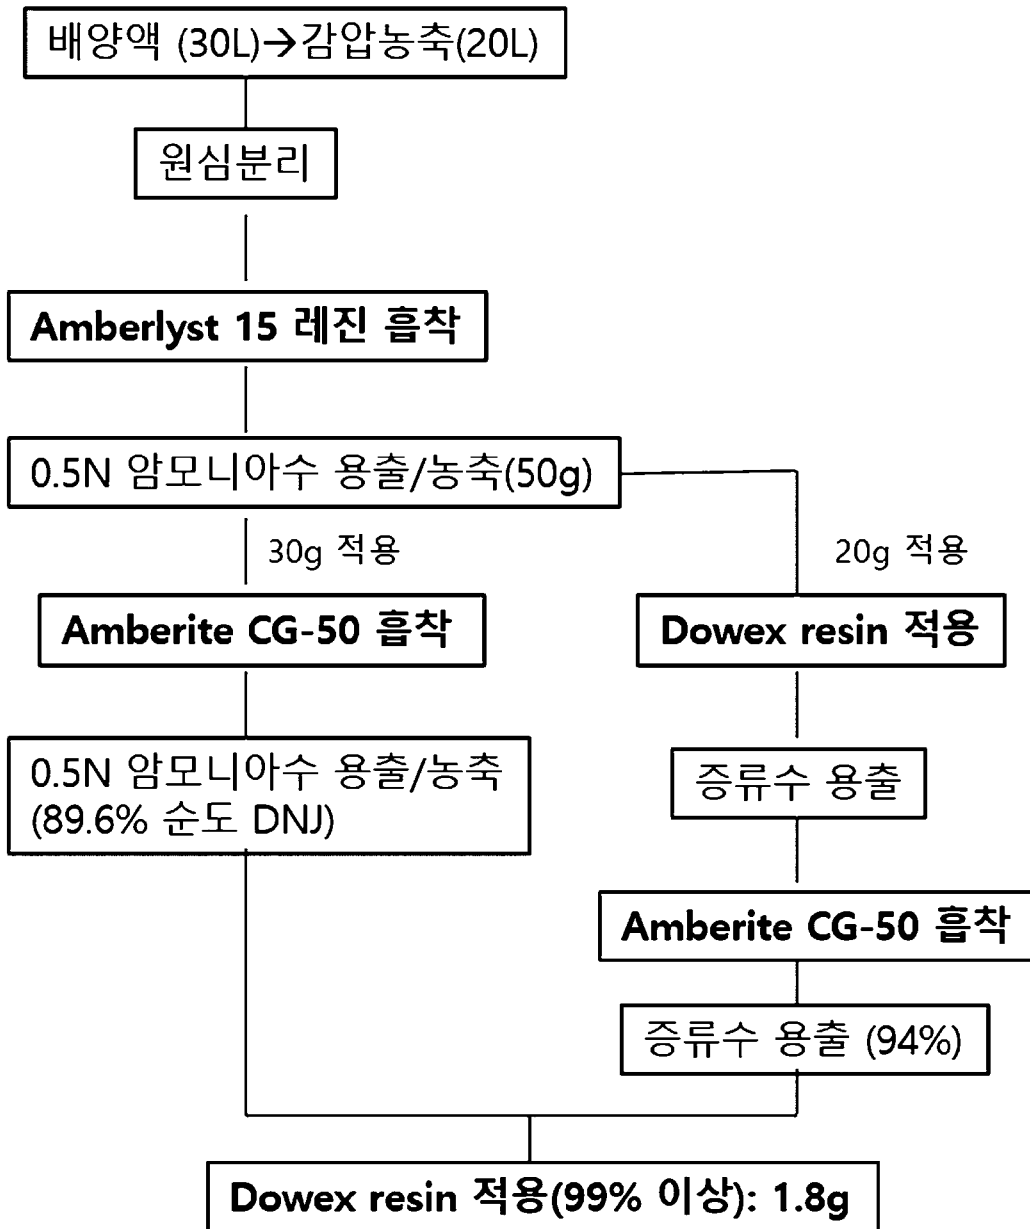 배양액 (30L)→감압농축(20L)
원심분리
Amberlyst 15 레진 흡착
0.5N 암모니아수 용출/농축(50g)
30g 적용
20g 적용
Amberite CG-50 흡착
Dowex resin 적용
0.5N 암모니아수 용출/농축
(89.6% 순도 DNJ)
증류수 용출
Amberite CG-50 흡착
증류수 용출 (94%)
Dowex resin 적용(99% 이상): 1.8g